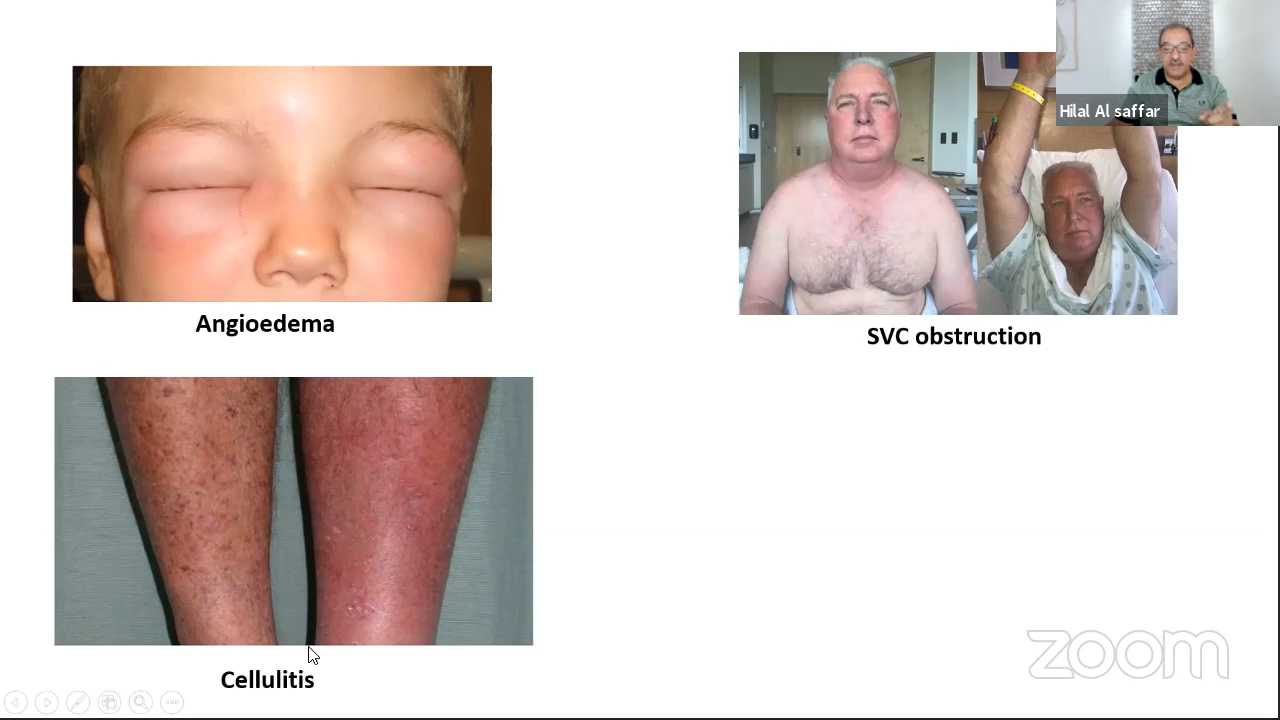 Hilal Al saffar
Angioedema
SVC obstruction
Cellulitis
zoom